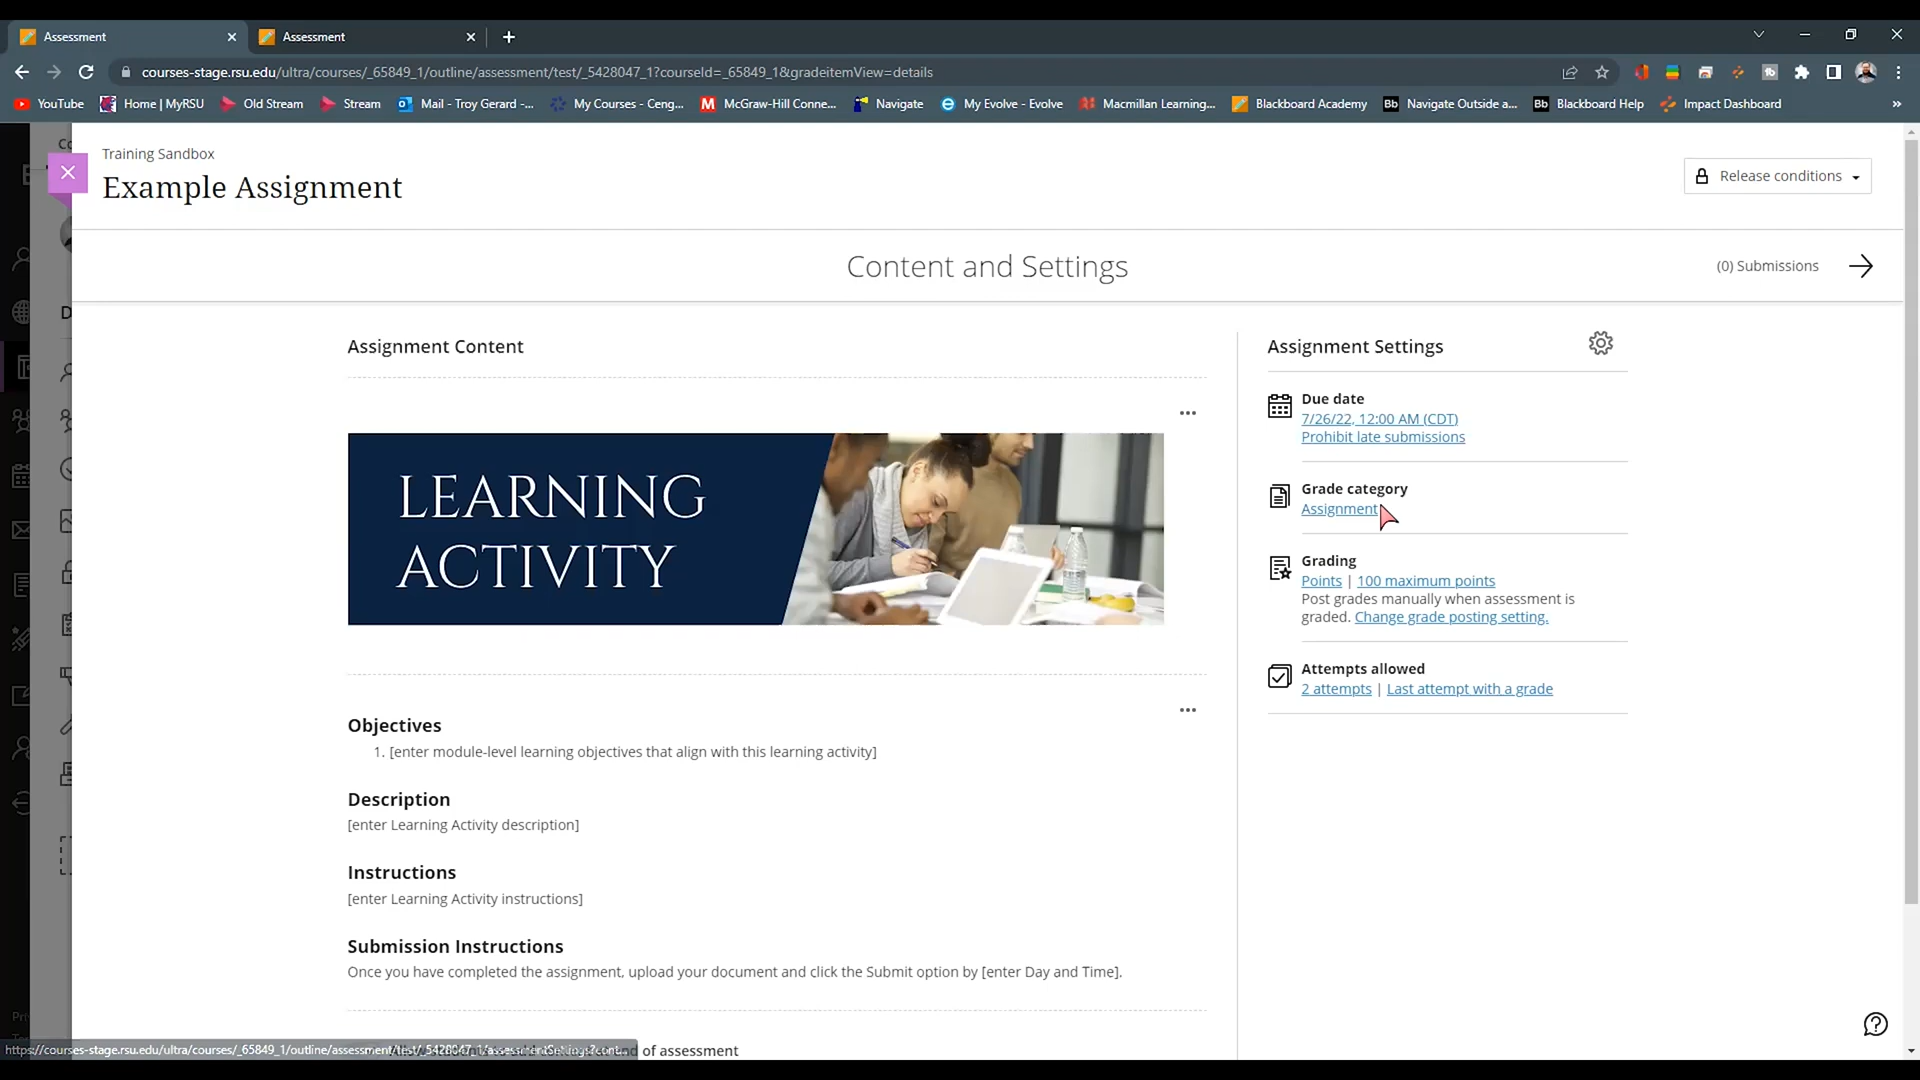 Assessment
Assessment
courses-stage.rsu.edu/ultra/courses/_65849_1/outline/assessment/test/_5428047_1?courseId=_65849_1&gradeitemView=details
YouTube
Home | MyRSU
Old Stream
Stream
Mail - Troy Gerard -...
My Courses - Ceng...
McGraw-Hill Conne...
Navigate
My Evolve - Evolve
Macmillan Learning...
Blackboard Academy
Bb Navigate Outside a...
Bb Blackboard Help
Impact Dashboard
Training Sandbox
Example Assignment
Release conditions
Content and Settings
(0) Submissions
Assignment Content
LEARNING
ACTIVITY
Objectives
1. [enter module-level learning objectives that align with this learning activity]
Description
[enter Learning Activity description]
Instructions
[enter Learning Activity instructions]
Submission Instructions
Once you have completed the assignment, upload your document and click the Submit option by [enter Day and Time].
of assessment
Assignment Settings
Due date
7/26/22, 12:00 AM (CDT)
Prohibit late submissions
Grade category
Assignment
Grading
Points | 100 maximum points
Post grades manually when assessment is
graded. Change grade posting setting.
Attempts allowed
2 attempts | Last attempt with a grade